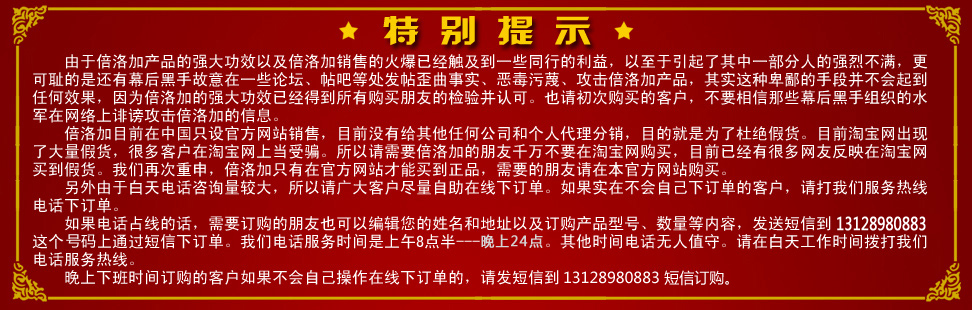 特别提示
由于倍洛加产品的强大功效以及倍洛加销售的火爆已经触及到一些同行的利益，以至于引起了其中一部分人的强烈不满，更
可耻的是还有幕后黑手故意在一些论坛、帖吧等处发帖歪曲事实、恶毒污蔑、攻击倍洛加产品，其实这种卑鄙的手段并不会起到
任何效果，因为倍洛加的强大功效已经得到所有购买朋友的检验并认可。也请初次购买的客户，不要相信那些幕后黑手组织的水
军在网络上诽谤攻击倍洛加的信息。
倍洛加目前在中国只设官方网站销售，目前没有给其他任何公司和个人代理分销，目的就是为了杜绝假货。目前淘宝网出现
了大量假货，很多客户在淘宝网上当受骗。所以请需要倍洛加的朋友千万不要在淘宝网购买，目前已经有很多网友反映在淘宝网
买到假货。我们再次重申，倍洛加只有在官方网站才能买到正品，需要的朋友请在本官方网站购买。
另外由于白天电话咨询量较大，所以请广大客户尽量自助在线下订单。如果实在不会自己下订单的客户，请打我们服务热线
电话下订单。
如果电话占线的话，需要订购的朋友也可以编辑您的姓名和地址以及订购产品型号、数量等内容，发送短信到 13128980883
这个号码上通过短信下订单。我们电话服务时间是上午8点半---晚上24点。其他时间电话无人值守。请在白天工作时间拨打我们
电话服务热线。
晚上下班时间订购的客户如果不会自己操作在线下订单的，请发短信到 13128980883 短信订购。